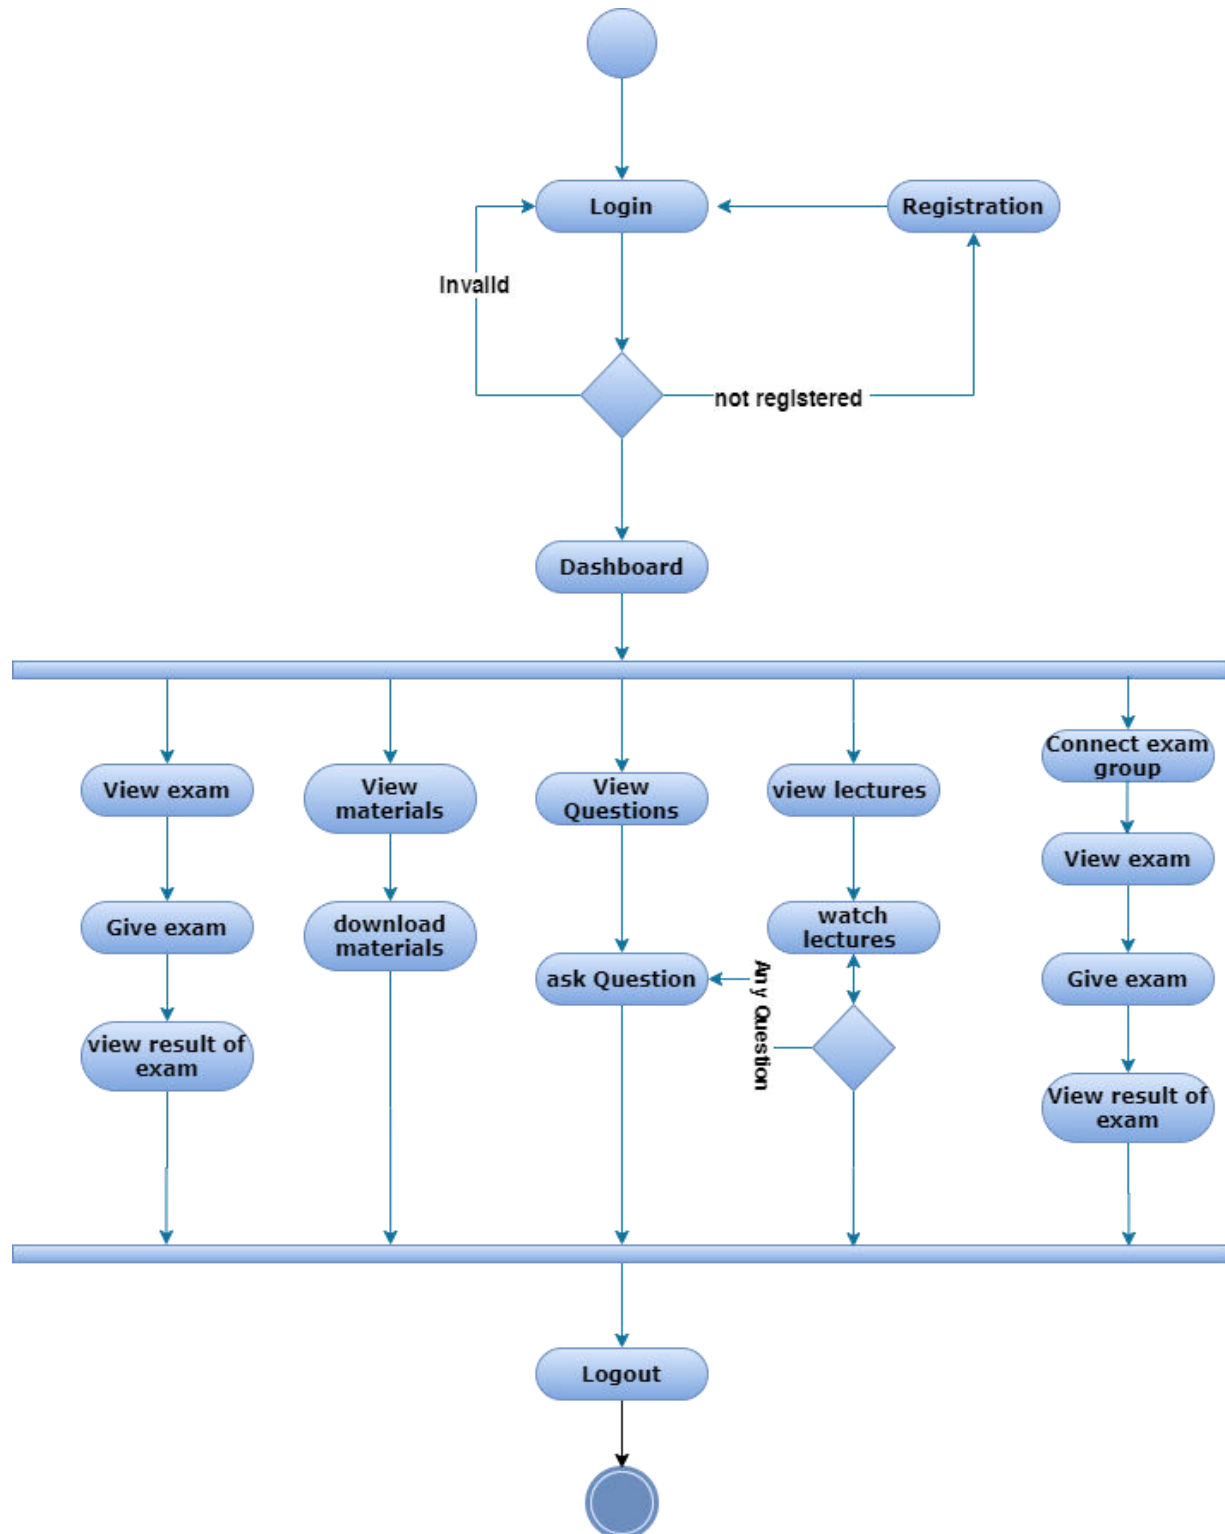 Login
Registration
Invalid
not registered
Dashboard
View exam
Give exam
view result of
exam
View
materials
download
materials
View
Questions
ask Question
view lectures
watch
lectures
Any Question
Connect exam
group
View exam
Give exam
View result of
exam
Logout